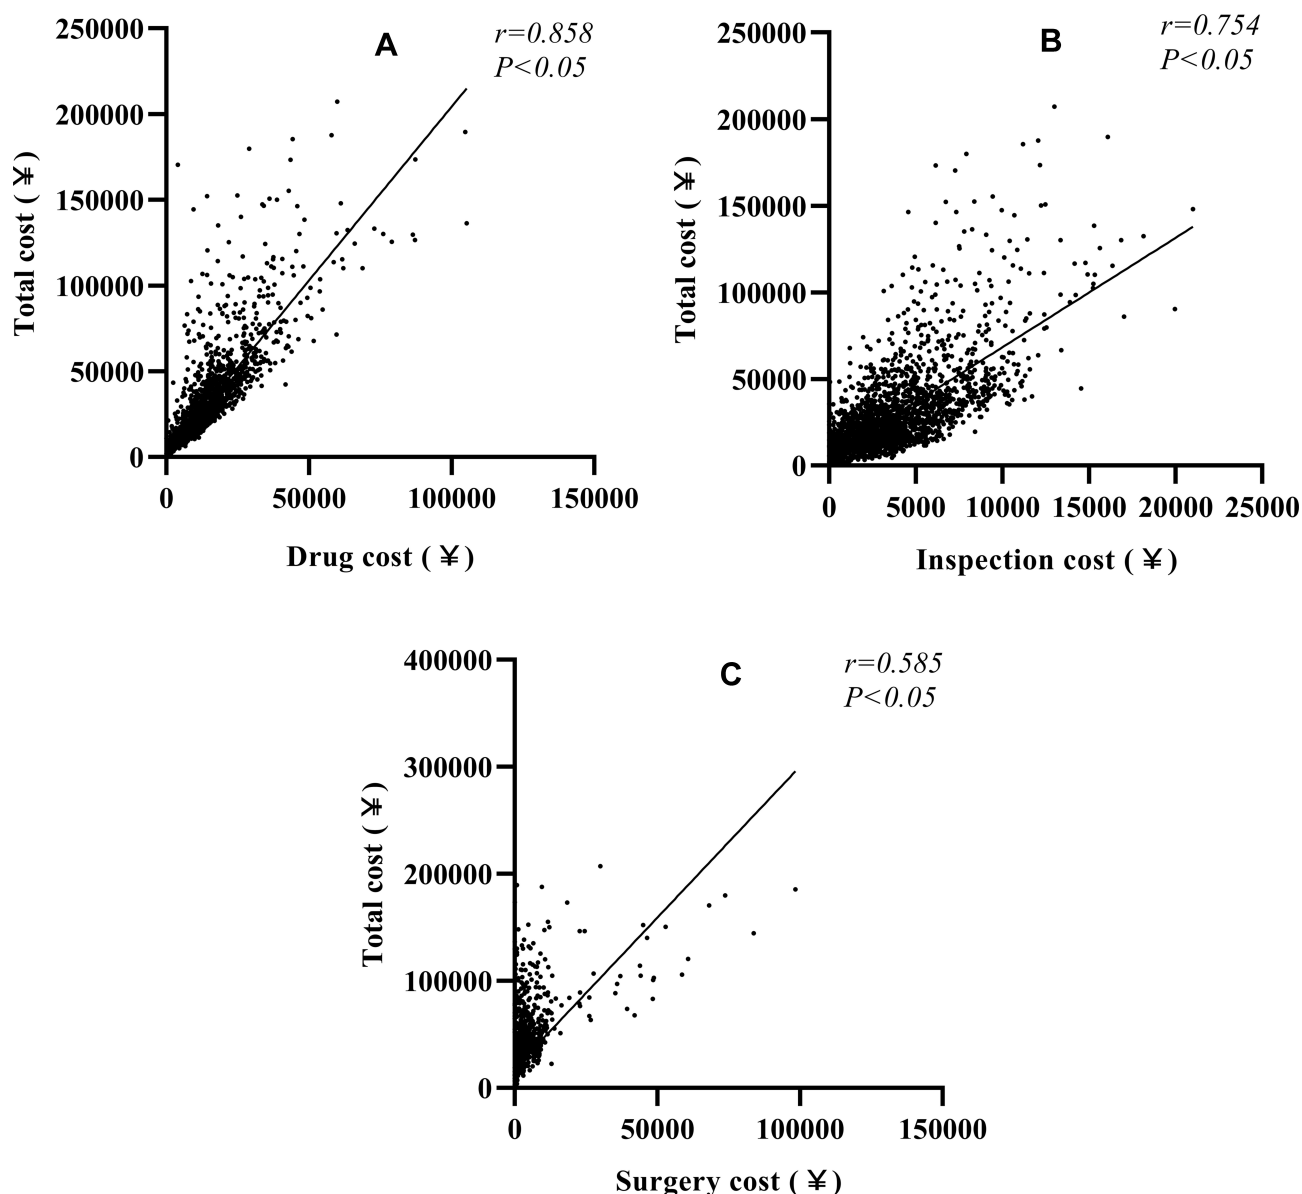 A
r=0.858
P<0.05
250000
200000
150000
100000
50000
0
Total cost (¥)
0 50000 100000 150000
Drug cost (¥)
B
r=0.754
P<0.05
250000
200000
150000
100000
50000
0
Total cost (¥)
0 5000 10000 15000 20000 25000
Inspection cost (¥)
C
r=0.585
P<0.05
400000
300000
200000
100000
0
Total cost (¥)
0 50000 100000 150000
Surgery cost (¥)